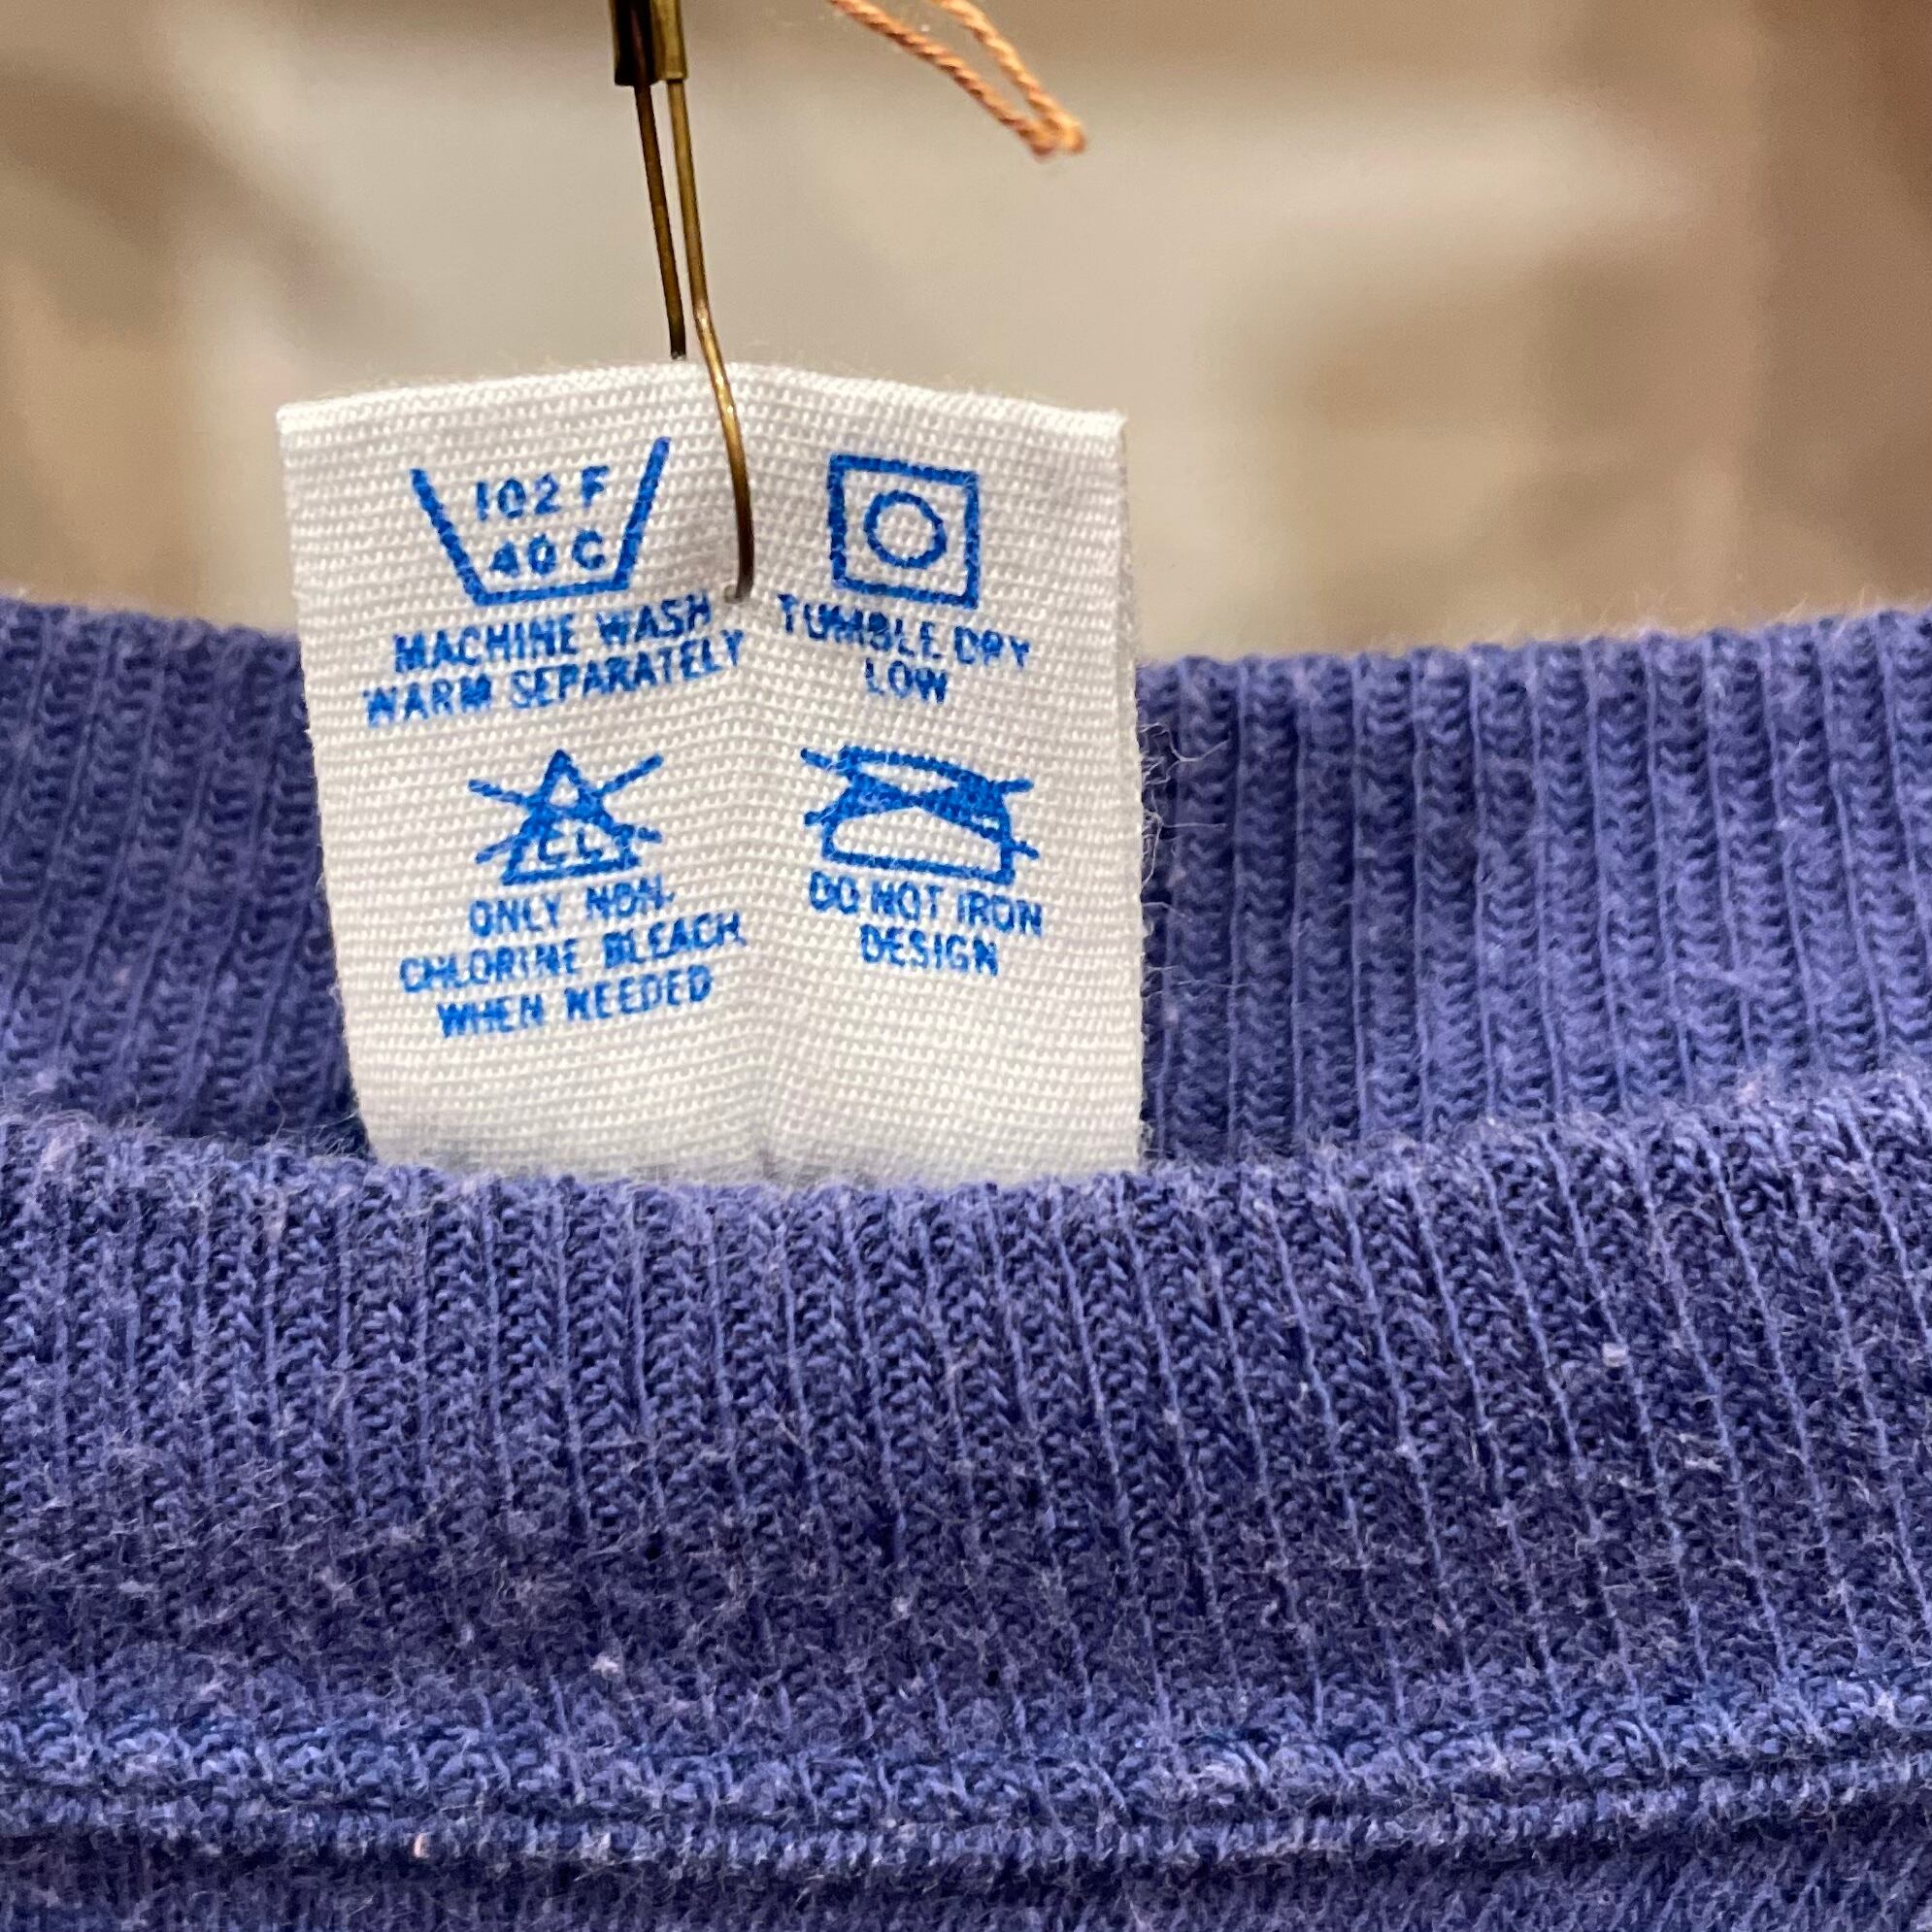 102 F
40 C
MACHINE WASH
WARM SEPARATELY
TUMBLE DRY
LOW
CL
ONLY NON-
CHLORINE BLEACH
WHEN NEEDED
DO NOT IRON
DESIGN